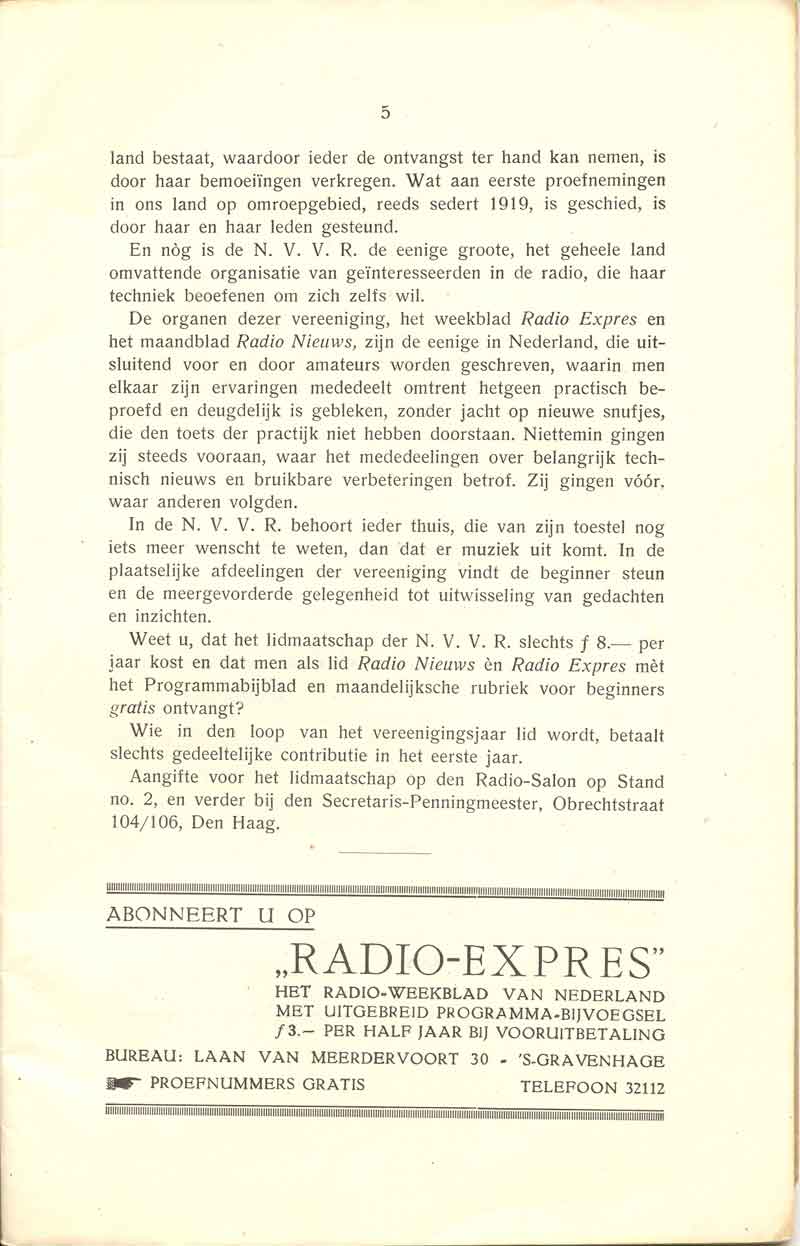 5
land bestaat, waardoor ieder de ontvangst ter hand kan nemen, is
door haar bemoeiïngen verkregen. Wat aan eerste proefnemingen
in ons land op omroepgebied, reeds sedert 1919, is geschied, is
door haar en haar leden gesteund.
En nòg is de N. V. V. R. de eenige groote, het geheele land
omvattende organisatie van geïnteresseerden in de radio, die haar
techniek beoefenen om zich zelfs wil.
De organen dezer vereeniging, het weekblad Radio Expres en
het maandblad Radio Nieuws, zijn de eenige in Nederland, die uit-
sluitend voor en door amateurs worden geschreven, waarin men
elkaar zijn ervaringen mededeelt omtrent hetgeen practisch be-
proefd en deugdelijk is gebleken, zonder jacht op nieuwe snufjes,
die den toets der practijk niet hebben doorstaan. Niettemin gingen
zij steeds vooraan, waar het mededeelingen over belangrijk tech-
nisch nieuws en bruikbare verbeteringen betrof. Zij gingen vóór,
waar anderen volgden.
In de N. V. V. R. behoort ieder thuis, die van zijn toestel nog
iets meer wenscht te weten, dan dat er muziek uit komt. In de
plaatselijke afdeelingen der vereeniging vindt de beginner steun
en de meergevorderde gelegenheid tot uitwisseling van gedachten
en inzichten.
Weet u, dat het lidmaatschap der N. V. V. R. slechts ƒ 8.— per
jaar kost en dat men als lid Radio Nieuws èn Radio Expres mèt
het Programmabijblad en maandelijksche rubriek voor beginners
gratis ontvangt?
Wie in den loop van het vereenigingsjaar lid wordt, betaalt
slechts gedeeltelijke contributie in het eerste jaar.
Aangifte voor het lidmaatschap op den Radio-Salon op Stand
no. 2, en verder bij den Secretaris-Penningmeester, Obrechtstraat
104/106, Den Haag.
ABONNEERT U OP
„RADIO-EXPRES”
HET RADIO-WEEKBLAD VAN NEDERLAND
MET UITGEBREID PROGRAMMA-BIJVOEGSEL
ƒ3.— PER HALF JAAR BIJ VOORUITBETALING
BUREAU: LAAN VAN MEERDERVOORT 30 - 'S-GRAVENHAGE
☛ PROEFNUMMERS GRATIS TELEFOON 32112